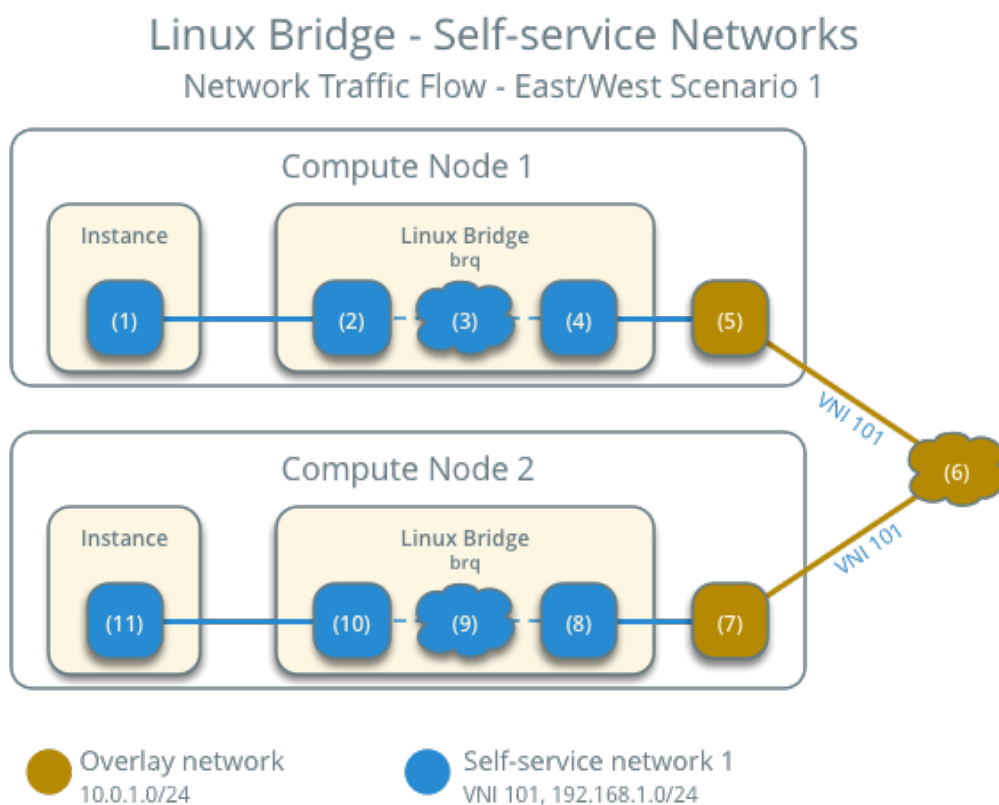 Linux Bridge - Self-service Networks
Network Traffic Flow - East/West Scenario 1
Compute Node 1
Instance
Linux Bridge
brq
(1)
(2)
(3)
(4)
(5)
VNI 101
(6)
Compute Node 2
Instance
Linux Bridge
brq
VNI 101
(11)
(10)
(9)
(8)
(7)
Overlay network
10.0.1.0/24
Self-service network 1
VNI 101, 192.168.1.0/24